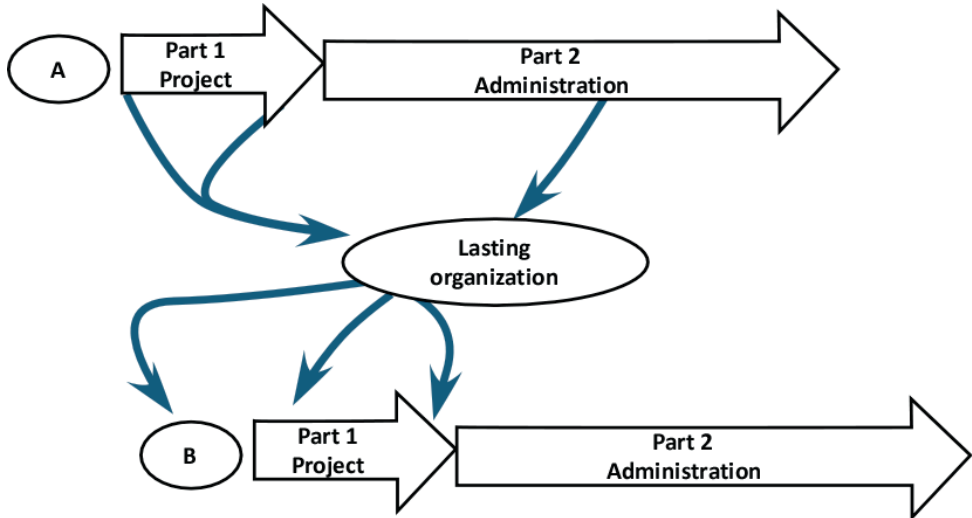 A
Part 1
Project
Part 2
Administration
Lasting
organization
B
Part 1
Project
Part 2
Administration